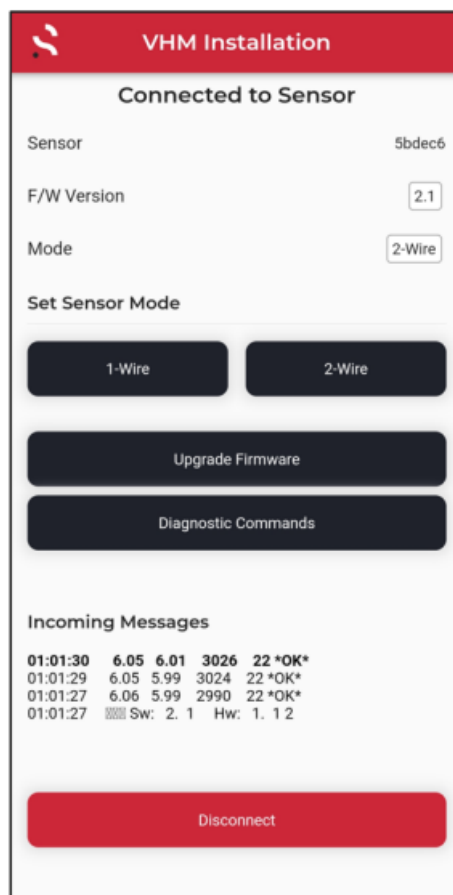 VHM Installation
Connected to Sensor
Sensor 5bdec6
F/W Version 2.1
Mode 2-Wire
Set Sensor Mode
1-Wire 2-Wire
Upgrade Firmware
Diagnostic Commands
Incoming Messages
01:01:30 6.05 6.01 3026 22 *OK*
01:01:29 6.05 5.99 3024 22 *OK*
01:01:27 6.06 5.99 2990 22 *OK*
01:01:27 Sw: 2. 1 Hw: 1. 1 2
Disconnect